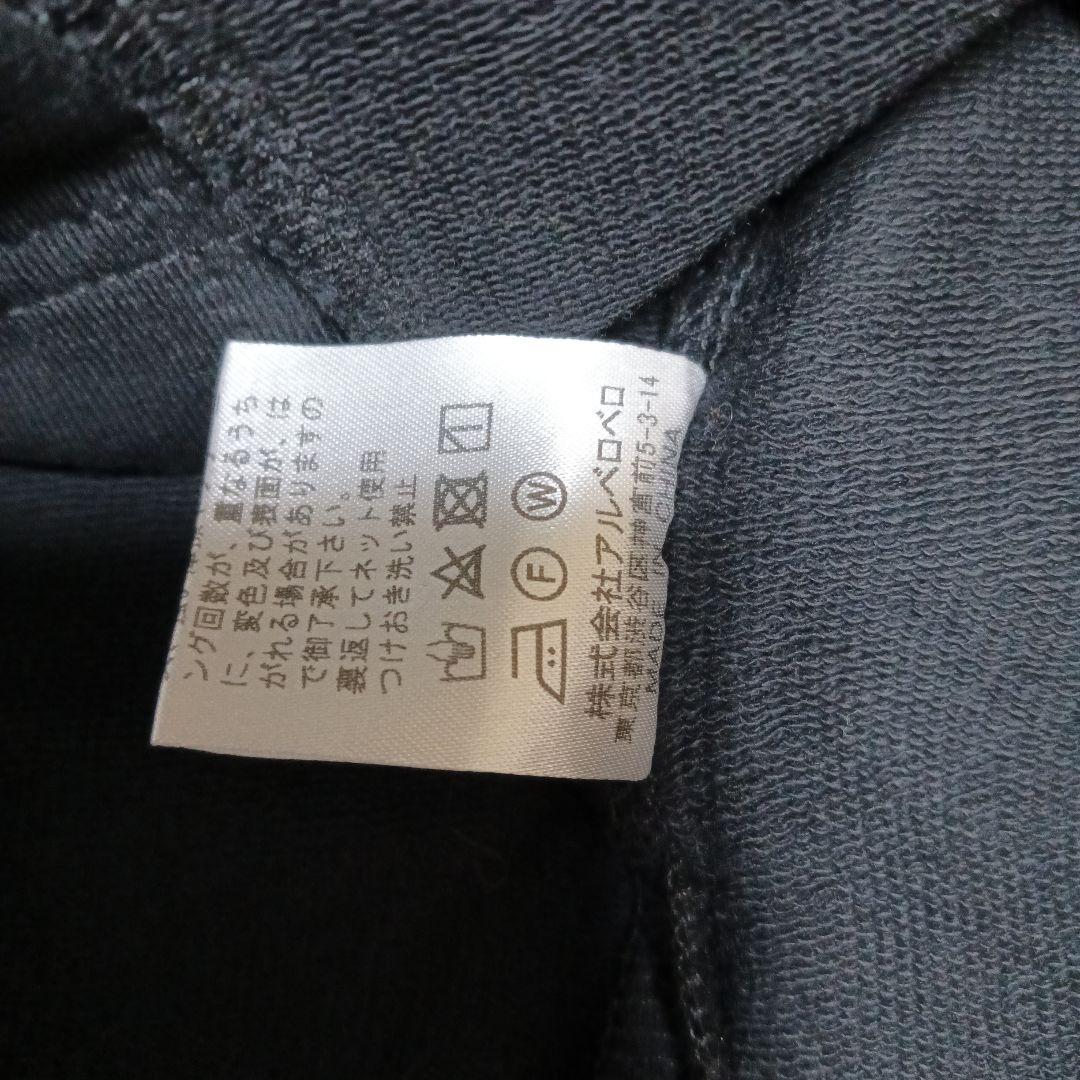 ング回数が、重なるうち
に、変色及び表面が、は
がれる場合がありますの
で御了承下さい。
裏返してネット使用
つけおき洗い禁止
F
W
株式会社アルベロベロ
東京都渋谷区神宮前5-3-14
MADE IN CHINA